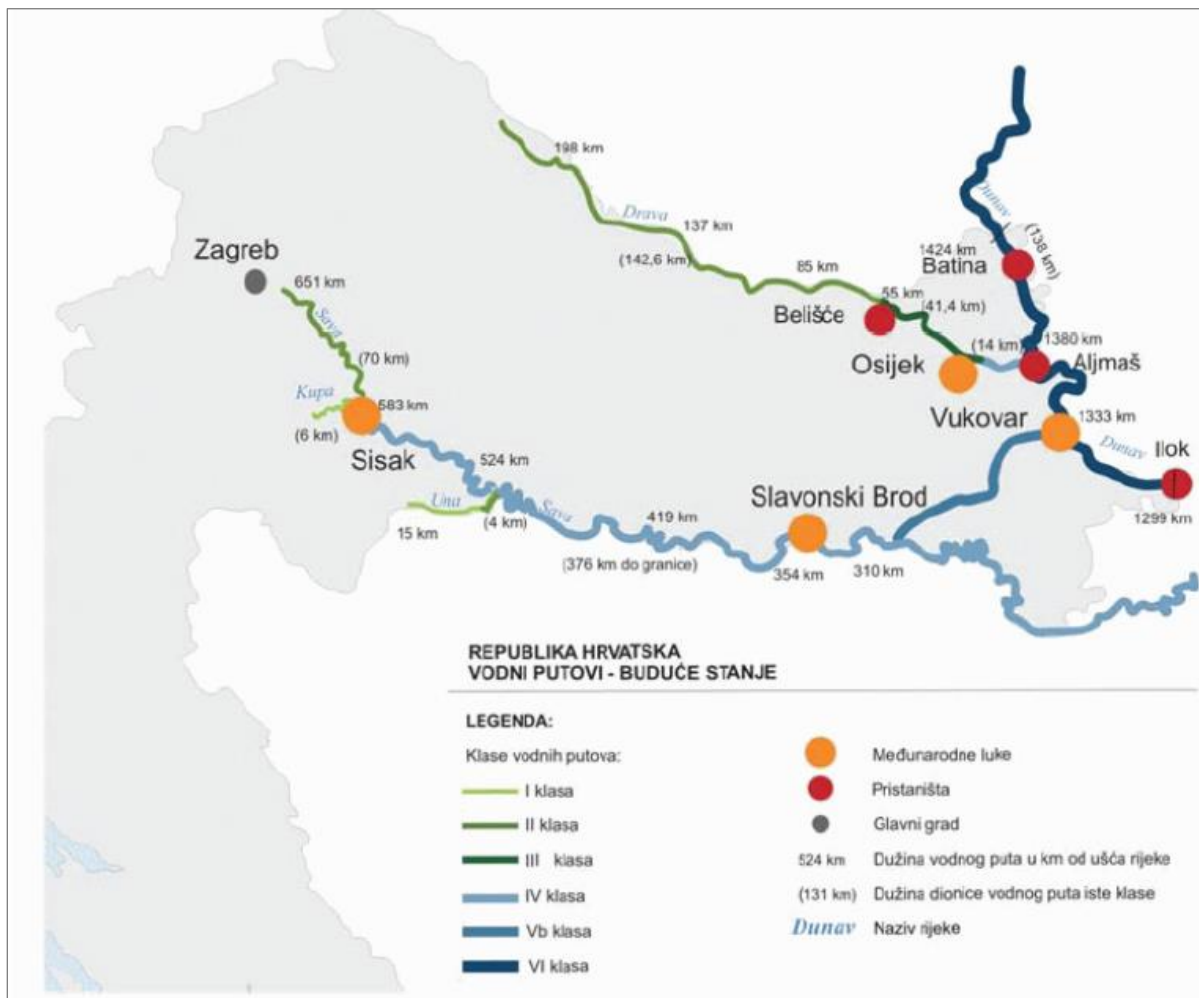 198 km
Drava
137 km
(142,6 km)
85 km
Zagreb
651 km
Sava
(70 km)
Kupa
(6 km)
583 km
Sisak
524 km
Una
15 km
(4 km)
Sava
419 km
(376 km do granice)
Slavonski Brod
354 km
310 km
Dunav
(138 km)
1424 km
Batina
55 km
(41,4 km)
Belišće
Osijek
(14 km)
1380 km
Aljmaš
Vukovar
1333 km
Dunav
Ilok
1299 km
REPUBLIKA HRVATSKA
VODNI PUTOVI - BUDUĆE STANJE
LEGENDA:
Klase vodnih putova:
I klasa
II klasa
III klasa
IV klasa
Vb klasa
VI klasa
Međunarodne luke
Pristaništa
Glavni grad
524 km Dužina vodnog puta u km od ušća rijeke
(131 km) Dužina dionice vodnog puta iste klase
Dunav Naziv rijeke